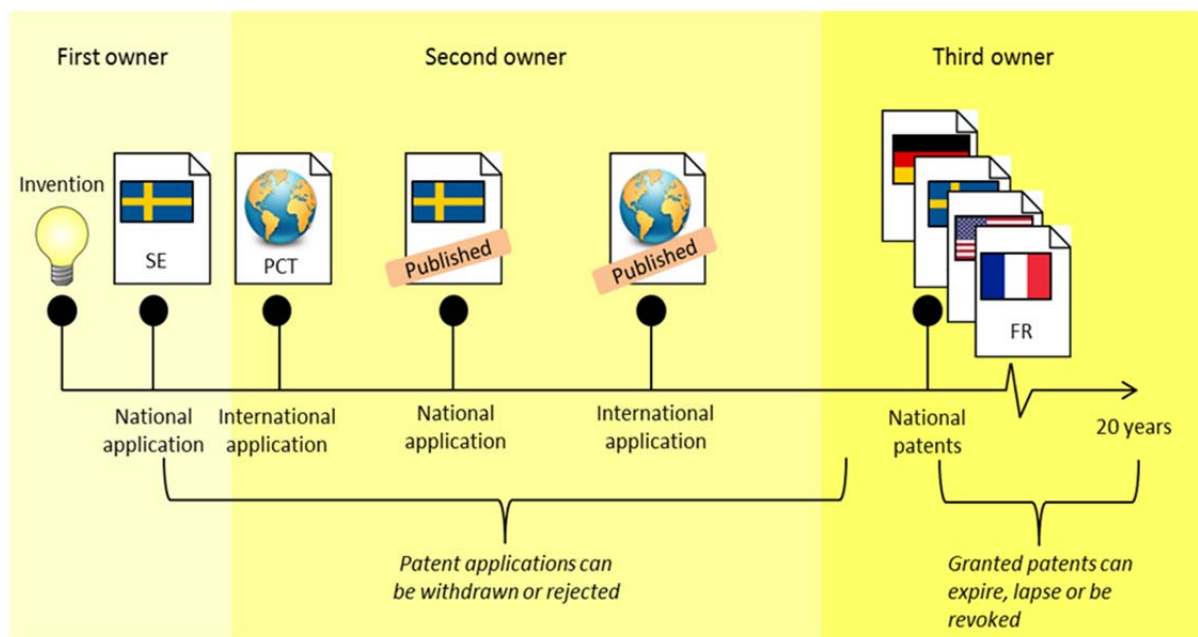 First owner
Second owner
Third owner
Invention
SE
PCT
Published
Published
FR
National
application
International
application
National
application
International
application
National
patents
20 years
Patent applications can
be withdrawn or rejected
Granted patents can
expire, lapse or be
revoked